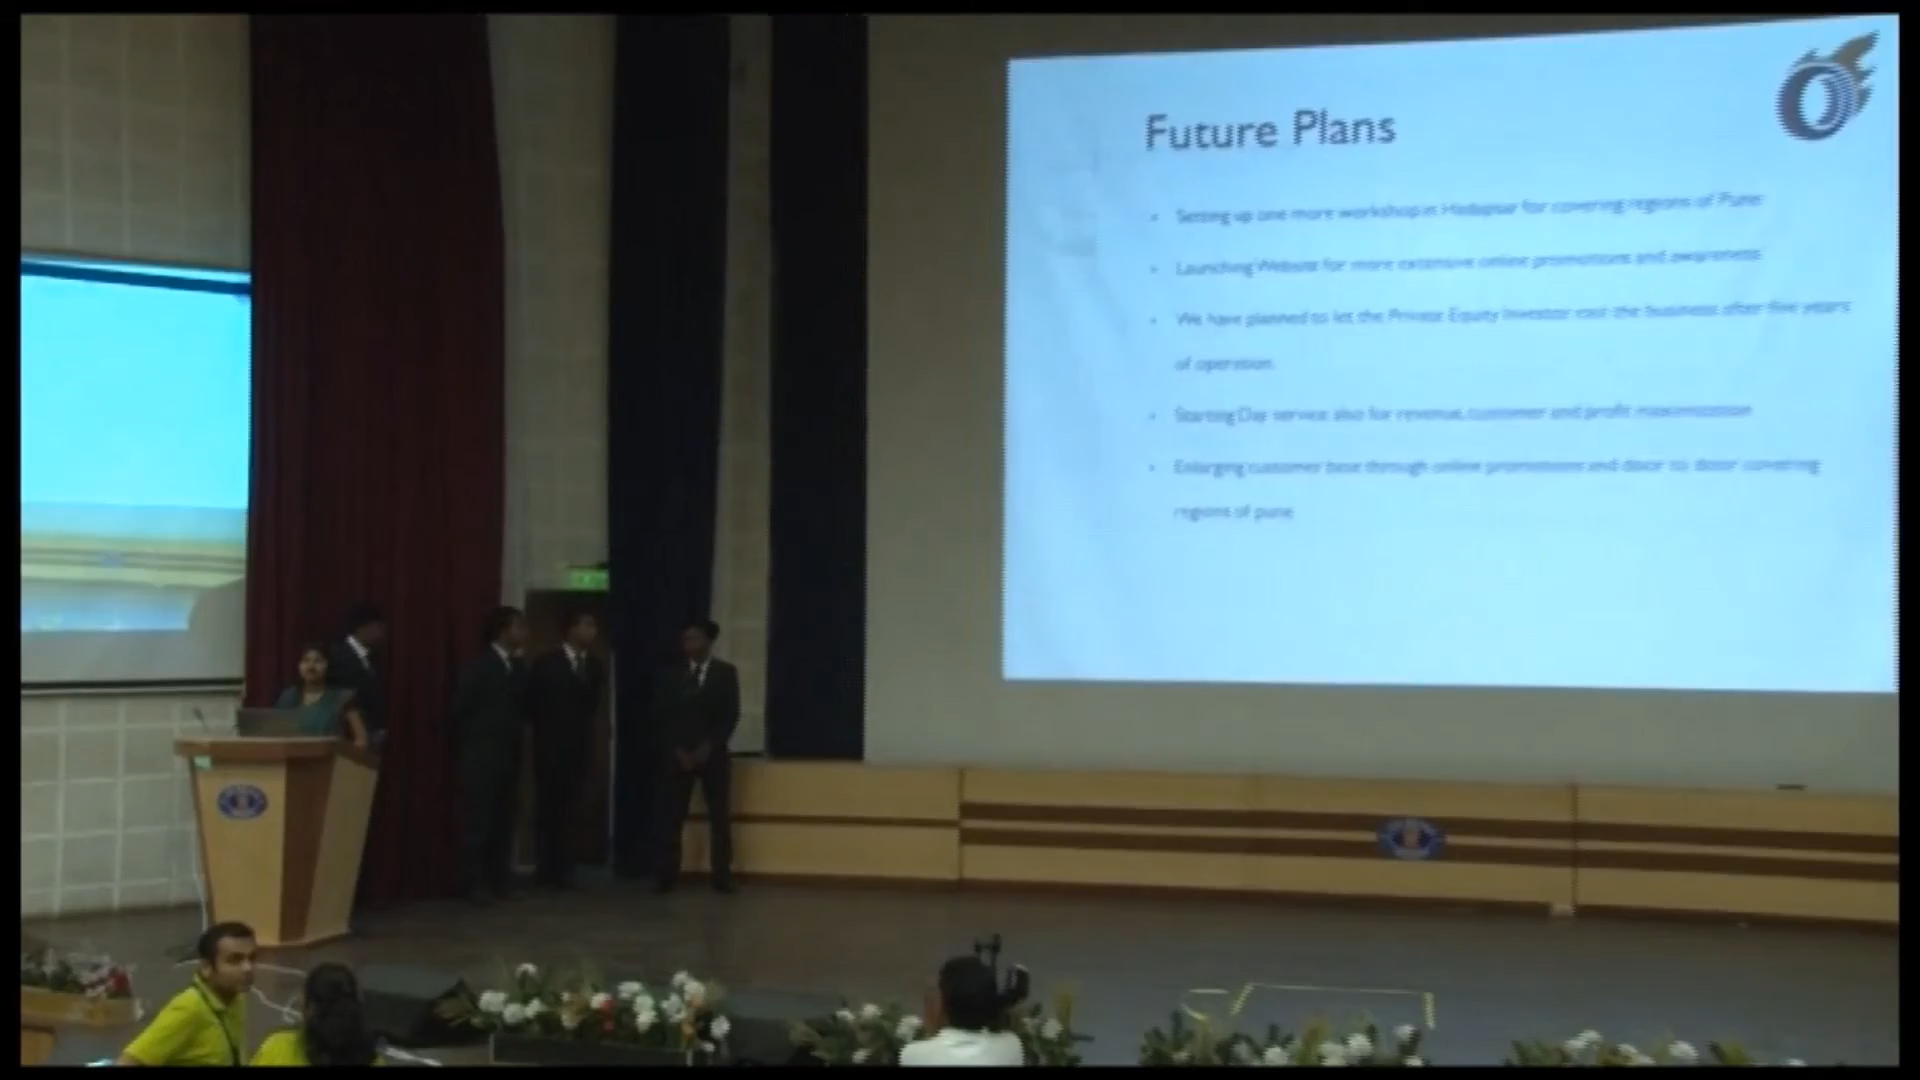 Future Plans
Setting up one more workshop in Hadapsar for covering regions of Pune
Launching Website for more extensive online promotions and awareness
We have planned to let the Private Equity Investor exit the business after five years
of operation.
Starting Day service also for revenue, customer and profit maximization
Enlarging customer base through online promotions and door to door covering
regions of pune